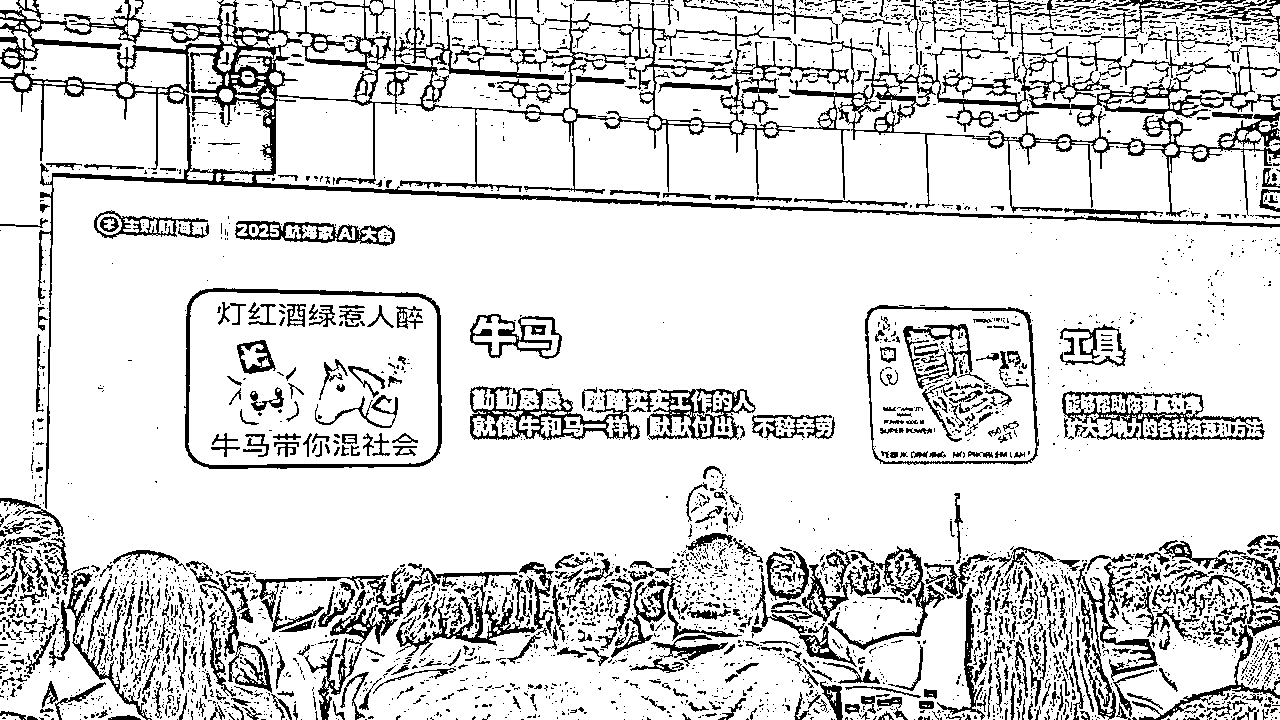 生财航海家 2025 航海家 AI 大会
灯红酒绿惹人醉
牛马带你混社会
牛马
勤勤恳恳、踏踏实实工作的人
就像牛和马一样，默默付出，不辞辛劳
SUPER POWER!
TEBUK DINDING, NO PROBLEM LAH!
工具
能够帮助你提高效率
扩大影响力的各种资源和方法